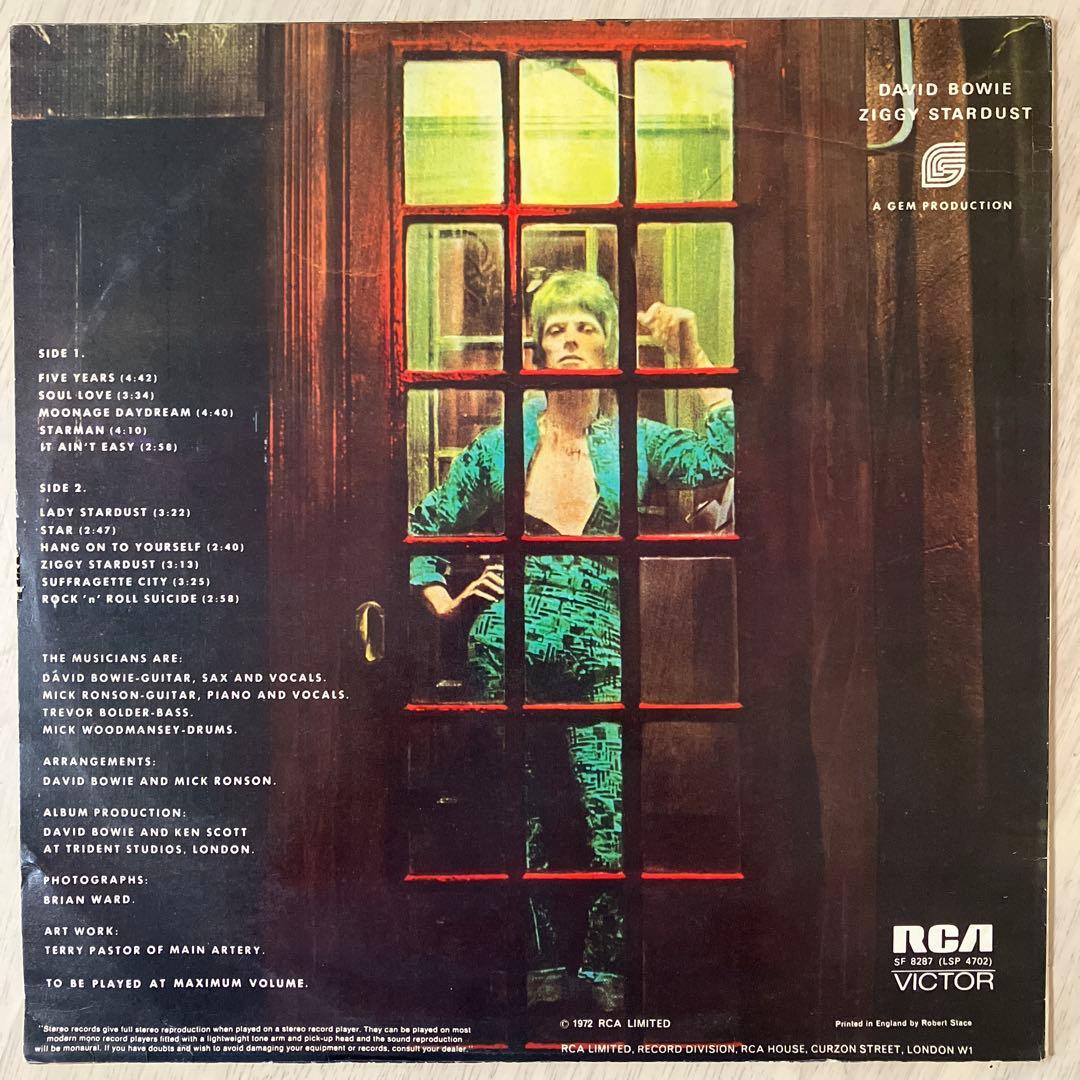 DAVID BOWIE
ZIGGY STARDUST
A GEM PRODUCTION
SIDE 1.
FIVE YEARS (4:42)
SOUL LOVE (3:34)
MOONAGE DAYDREAM (4:40)
STARMAN (4:10)
IT AIN'T EASY (2:58)
SIDE 2.
LADY STARDUST (3:22)
STAR (2:47)
HANG ON TO YOURSELF (2:40)
ZIGGY STARDUST (3:13)
SUFFRAGETTE CITY (3:25)
ROCK 'n' ROLL SUICIDE (2:58)
THE MUSICIANS ARE:
DAVID BOWIE-GUITAR, SAX AND VOCALS.
MICK RONSON-GUITAR, PIANO AND VOCALS.
TREVOR BOLDER-BASS.
MICK WOODMANSEY-DRUMS.
ARRANGEMENTS:
DAVID BOWIE AND MICK RONSON.
ALBUM PRODUCTION:
DAVID BOWIE AND KEN SCOTT
AT TRIDENT STUDIOS, LONDON.
PHOTOGRAPHS:
BRIAN WARD.
ART WORK:
TERRY PASTOR OF MAIN ARTERY.
TO BE PLAYED AT MAXIMUM VOLUME.
"Stereo records give full stereo reproduction when played on a stereo record player. They can be played on most
modern mono record players fitted with a lightweight tone arm and pick-up head and the sound reproduction
will be monaural. If you have doubts and wish to avoid damaging your equipment or records, consult your dealer."
RCA
SF 8287 (LSP 4702)
VICTOR
© 1972 RCA LIMITED
Printed in England by Robert Stace
RCA LIMITED, RECORD DIVISION, RCA HOUSE, CURZON STREET, LONDON W1